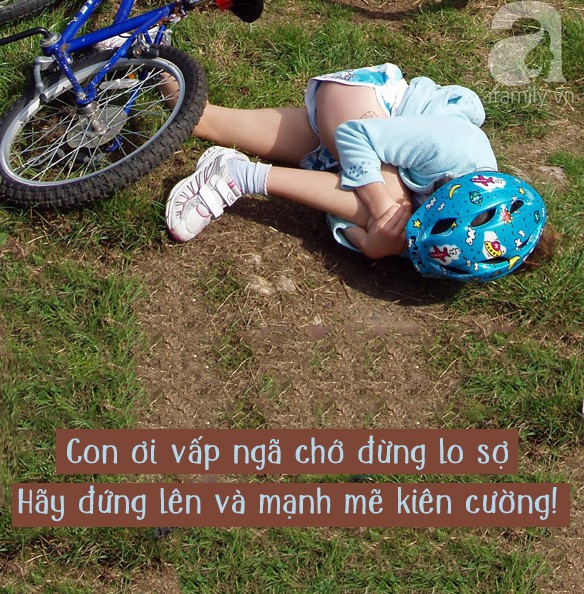 a
afamily.vn
Con ơi vấp ngã chớ đừng lo sợ
Hãy đứng lên và mạnh mẽ kiên cường!